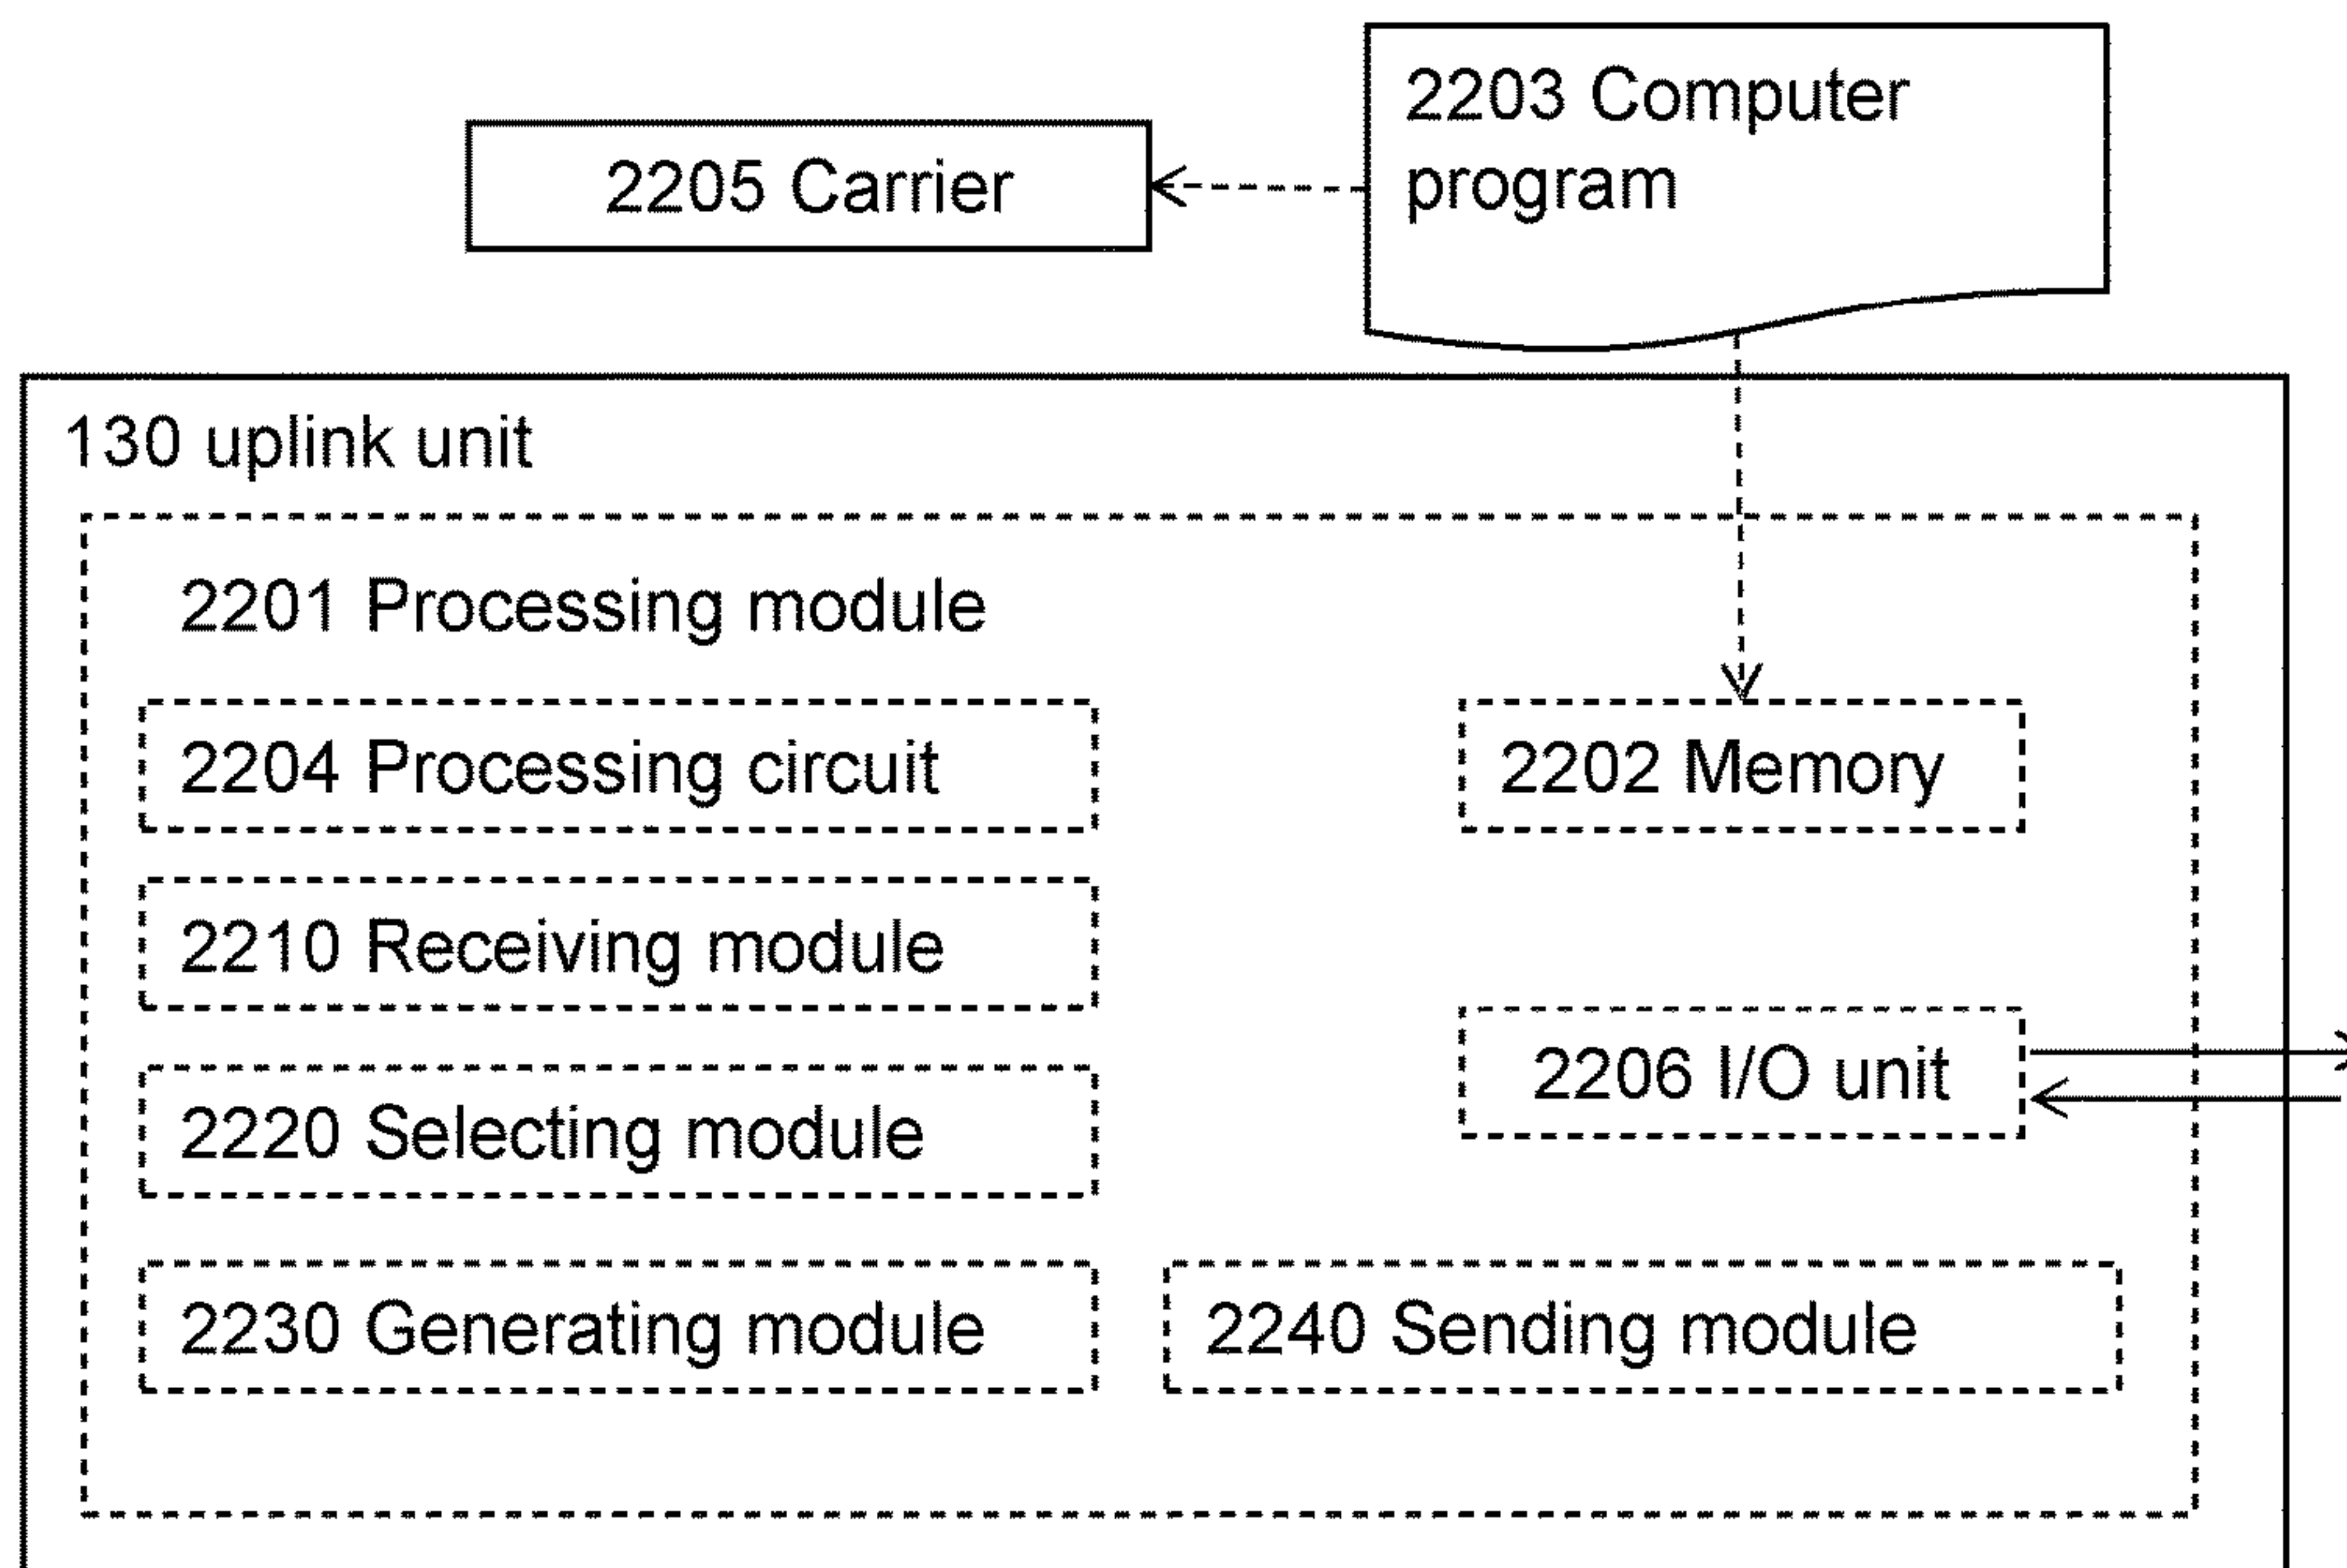 2203 Computer
program
2205 Carrier
130 uplink unit
2201 Processing module
2204 Processing circuit
2202 Memory
2210 Receiving module
2206 I/O unit
2220 Selecting module
2230 Generating module
2240 Sending module